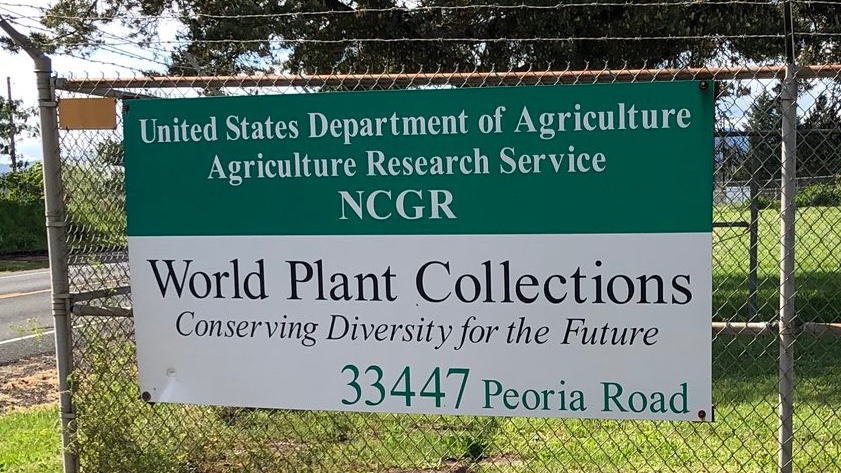 United States Department of Agriculture
Agriculture Research Service
NCGR
World Plant Collections
Conserving Diversity for the Future
33447 Peoria Road